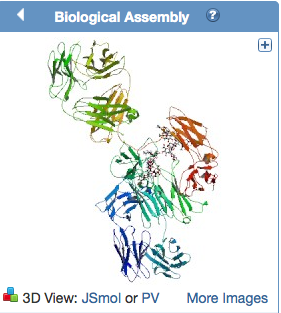 Biological Assembly ?
3D View: JSmol or PV More Images